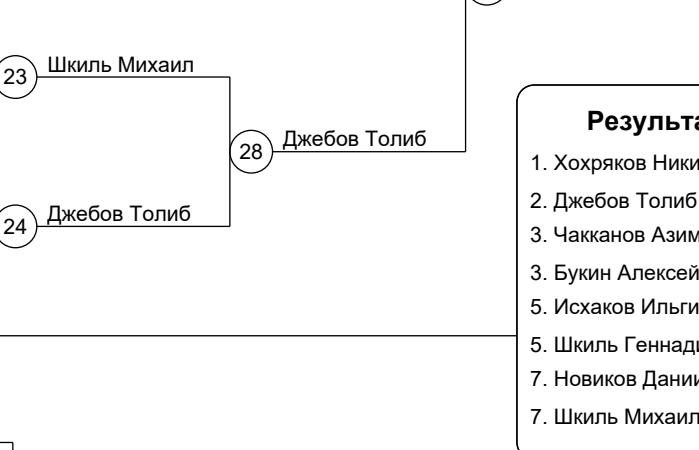 23
Шкиль Михаил
28
Джебов Толиб
24
Джебов Толиб
1. Хохряков
2. Джебов Толиб
3. Чакканов Азим
3. Букин Алексей
5. Исхаков
5. Шкиль
7. Новиков
7. Шкиль Михаил